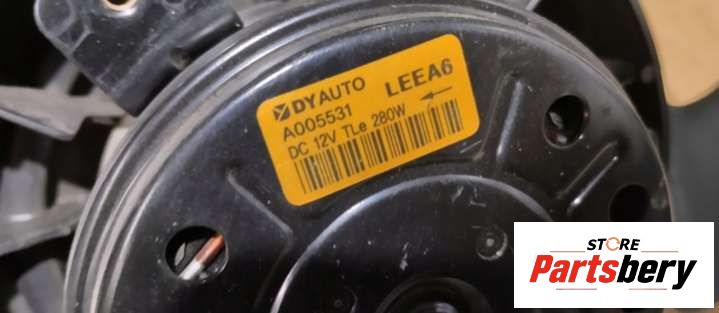 DYAUTO LEEA6
A005531
DC 12V TLe 280W
STORE
Partsbery